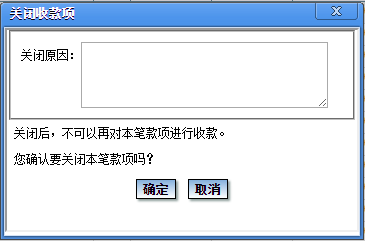 关闭收款项
关闭原因：
关闭后，不可以再对本笔款项进行收款。
您确认要关闭本笔款项吗？
确定 取消